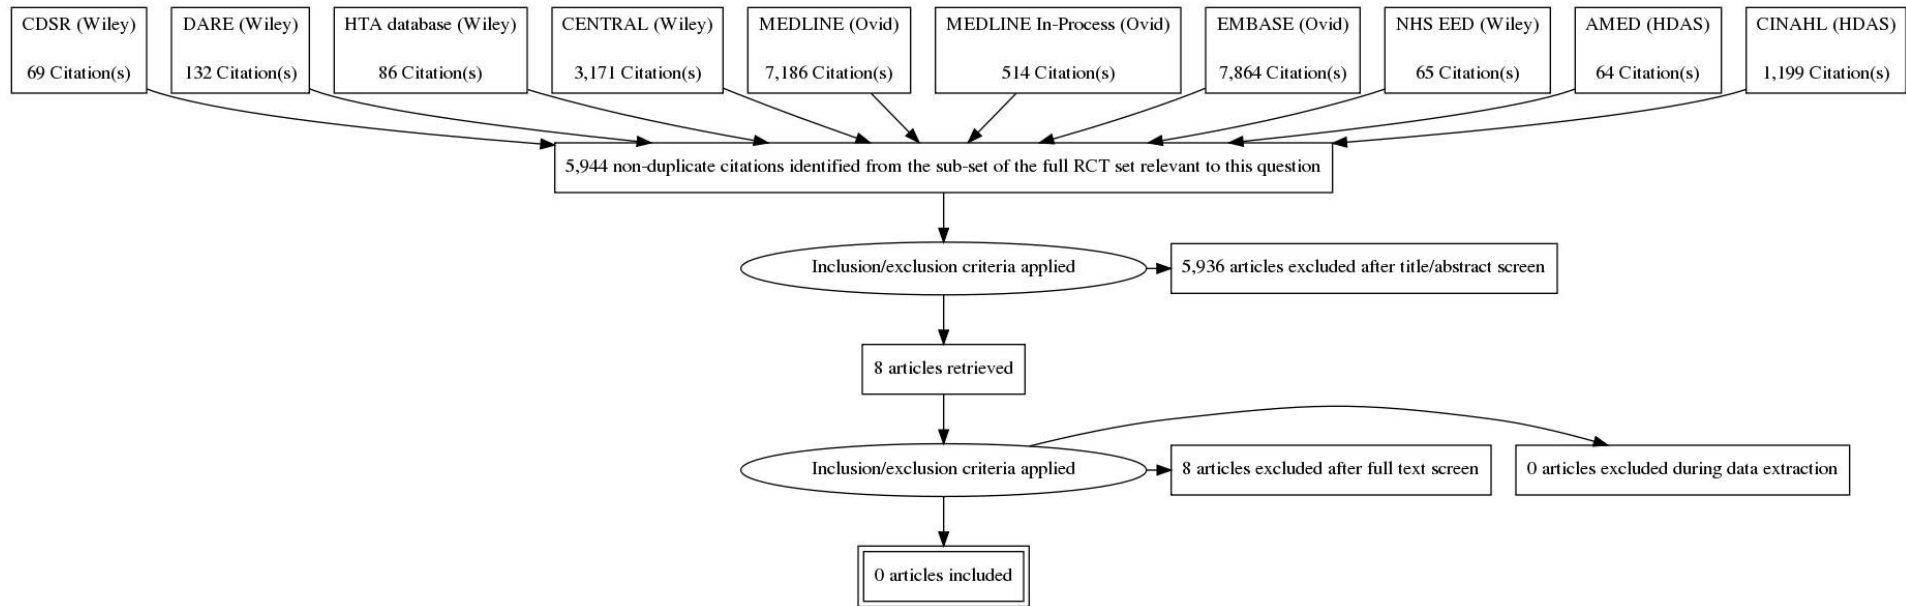 CDSR (Wiley)
69 Citation(s)
DARE (Wiley)
132 Citation(s)
HTA database (Wiley)
86 Citation(s)
CENTRAL (Wiley)
3,171 Citation(s)
MEDLINE (Ovid)
7,186 Citation(s)
MEDLINE In-Process (Ovid)
514 Citation(s)
EMBASE (Ovid)
7,864 Citation(s)
NHS EED (Wiley)
65 Citation(s)
AMED (HDAS)
64 Citation(s)
CINAHL (HDAS)
1,199 Citation(s)
5,944 non-duplicate citations identified from the sub-set of the full RCT set relevant to this question
Inclusion/exclusion criteria applied
5,936 articles excluded after title/abstract screen
8 articles retrieved
Inclusion/exclusion criteria applied
8 articles excluded after full text screen
0 articles excluded during data extraction
0 articles included